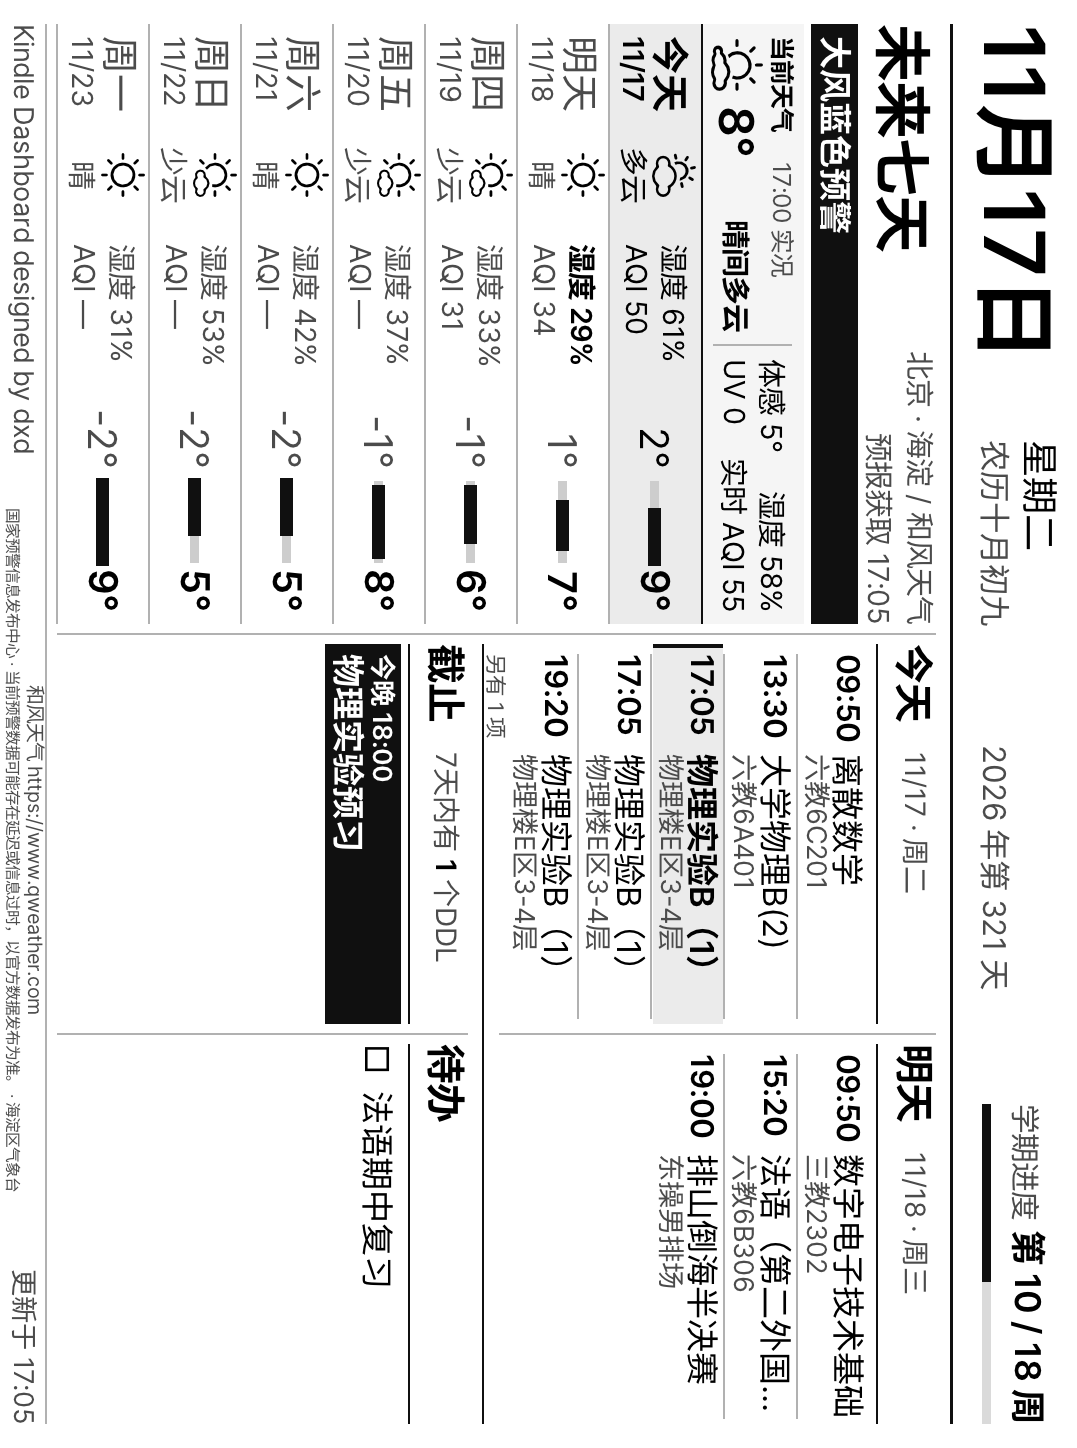 11月17日
星期二
农历十月初九
2026 年第 321 天
学期进度 第 10 / 18 周
未来七天
北京 · 海淀 / 和风天气
预报获取 17:05
大风蓝色预警
当前天气 17:00 实况
8° 晴间多云
体感 5° 湿度 58%
UV 0 实时 AQI 55
今天 湿度 61%
11/17 多云 AQI 50
2° 9°
明天 湿度 29%
11/18 晴 AQI 34
1° 7°
周四 湿度 33%
11/19 少云 AQI 31
-1° 6°
周五 湿度 37%
11/20 少云 AQI —
-1° 8°
周六 湿度 42%
11/21 晴 AQI —
-2° 5°
周日 湿度 53%
11/22 少云 AQI —
-2° 5°
周一 湿度 31%
11/23 晴 AQI —
-2° 9°
今天 11/17 · 周二
09:50 离散数学
六教6C201
13:30 大学物理B(2)
六教6A401
17:05 物理实验B（1）
物理楼E区3-4层
17:05 物理实验B（1）
物理楼E区3-4层
19:20 物理实验B（1）
物理楼E区3-4层
另有 1 项
明天 11/18 · 周三
09:50 数字电子技术基础
三教2302
15:20 法语（第二外国…
六教6B306
19:00 排山倒海半决赛
东操男排场
截止 7天内有 1 个DDL
今晚 18:00
物理实验预习
待办
法语期中复习
Kindle Dashboard designed by dxd
和风天气 https://www.qweather.com
国家预警信息发布中心 · 当前预警数据可能存在延迟或信息过时，以官方数据发布为准。 · 海淀区气象台
更新于 17:05